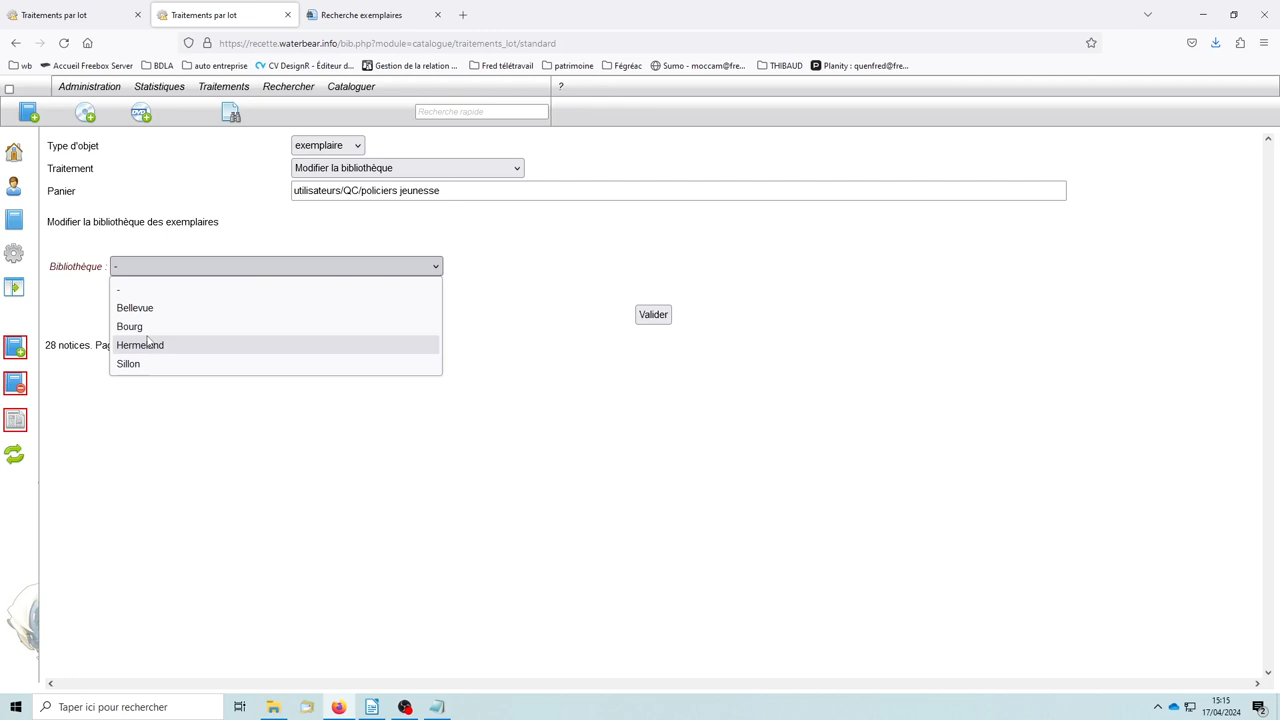 Traitements par lot
Traitements par lot
Recherche exemplaires
https://recette.waterbear.info/bib.php?module=catalogue/traitements_lot/standard
wb
Accueil Freebox Server
BDLA
auto entreprise
CV DesignR - Éditeur d...
Gestion de la relation ...
Fred télétravail
patrimoine
Fégréac
Sumo - moccam@fre...
THIBAUD
Planity : quenfred@fre...
Administration
Statistiques
Traitements
Rechercher
Cataloguer
?
Recherche rapide
Type d'objet
exemplaire
Traitement
Modifier la bibliothèque
Panier
utilisateurs/QC/policiers jeunesse
Modifier la bibliothèque des exemplaires
Bibliothèque :
-
-
Bellevue
Bourg
Hermeland
Sillon
Valider
28 notices. Pag
Taper ici pour rechercher
15:15
17/04/2024
2